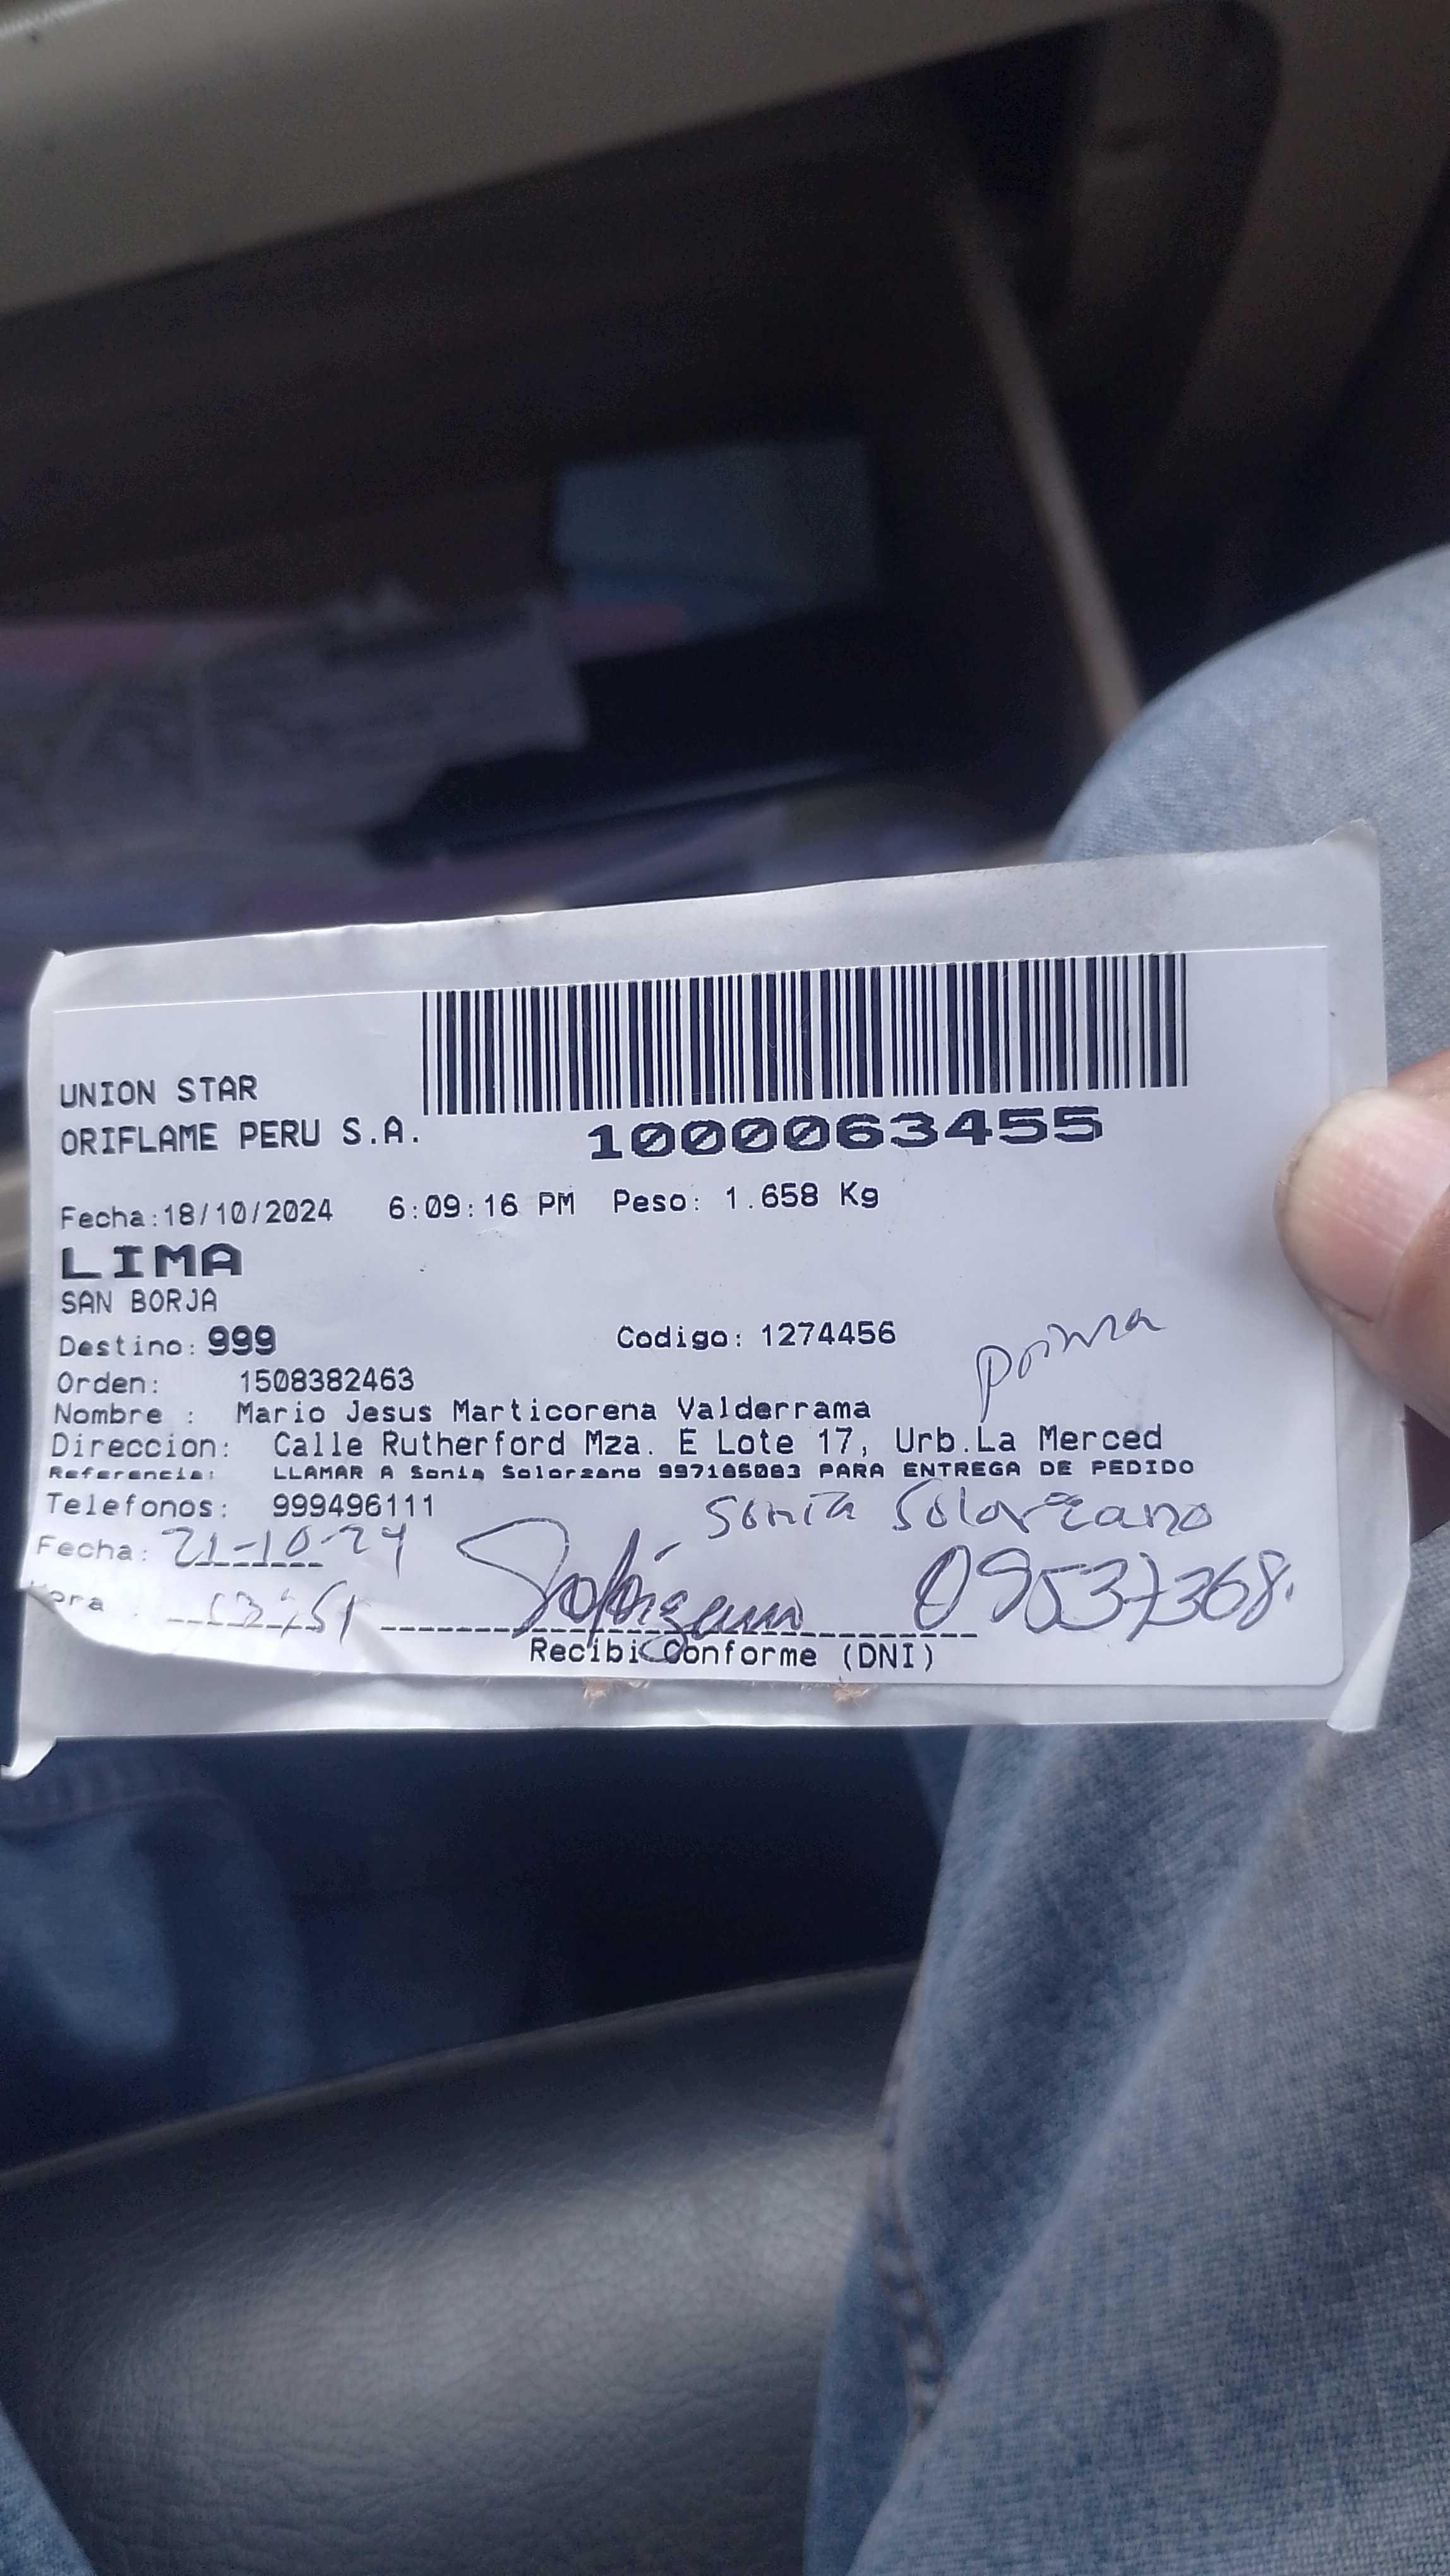 UNION STAR
ORIFLAME PERU S.A.
1000063455
Fecha:18/10/2024 6:09:16 PM Peso: 1.658 Kg
LIMA
SAN BORJA
Destino: 999 Codigo: 1274456
prima
Orden: 1508382463
Nombre : Mario Jesus Marticorena Valderrama
Direccion: Calle Rutherford Mza. E Lote 17, Urb.La Merced
Referencia: LLAMAR A Sonia Solorzano 997185083 PARA ENTREGA DE PEDIDO
Telefonos: 999496111
Sonia Solorzano
Fecha: 21-10-24
09537368.
Recibi Conforme (DNI)